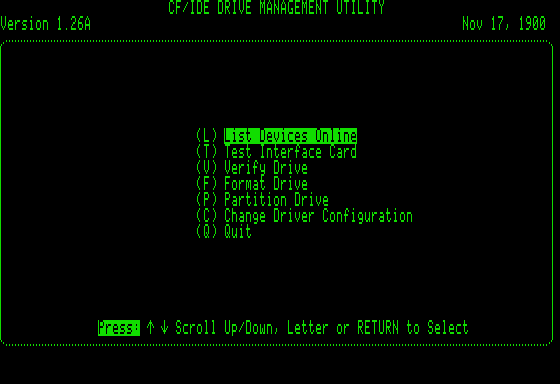 CF/IDE DRIVE MANAGEMENT UTILITY
Version 1.26A Nov 17, 1900
(L) List Devices Online
(T) Test Interface Card
(V) Verify Drive
(F) Format Drive
(P) Partition Drive
(C) Change Driver Configuration
(Q) Quit
Press: ↑ ↓ Scroll Up/Down, Letter or RETURN to Select